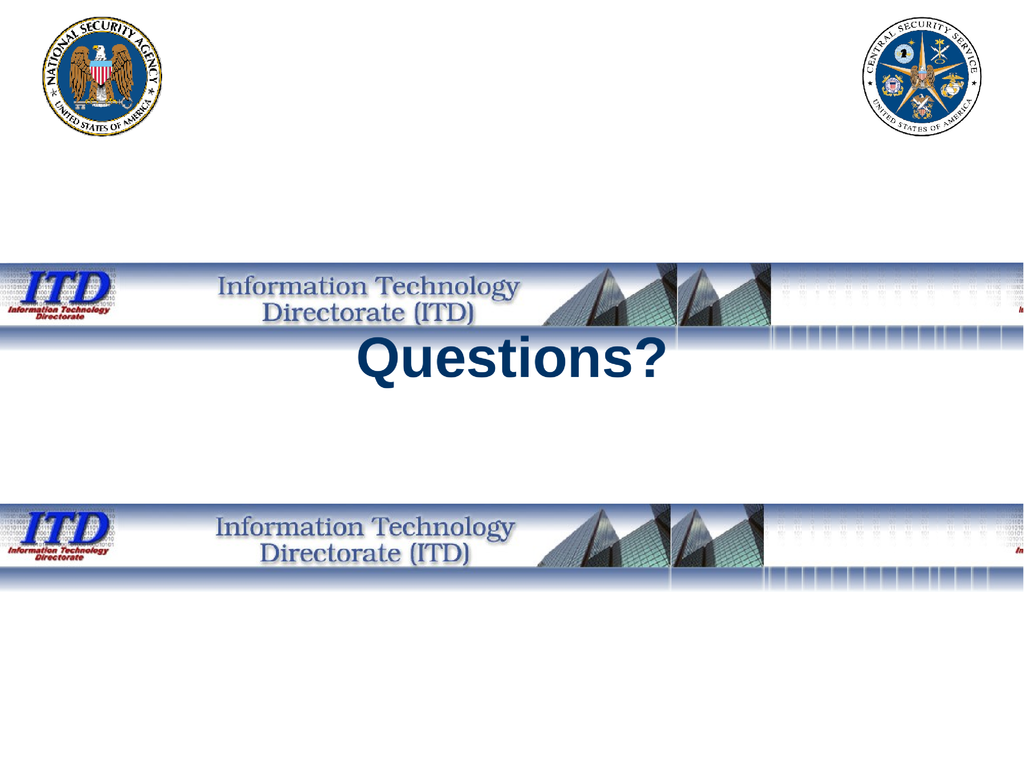 NATIONAL SECURITY AGENCY
UNITED STATES OF AMERICA
CENTRAL SECURITY SERVICE
UNITED STATES OF AMERICA
ITD
Information Technology
Directorate
Information Technology
Directorate (ITD)
Questions?
ITD
Information Technology
Directorate
Information Technology
Directorate (ITD)